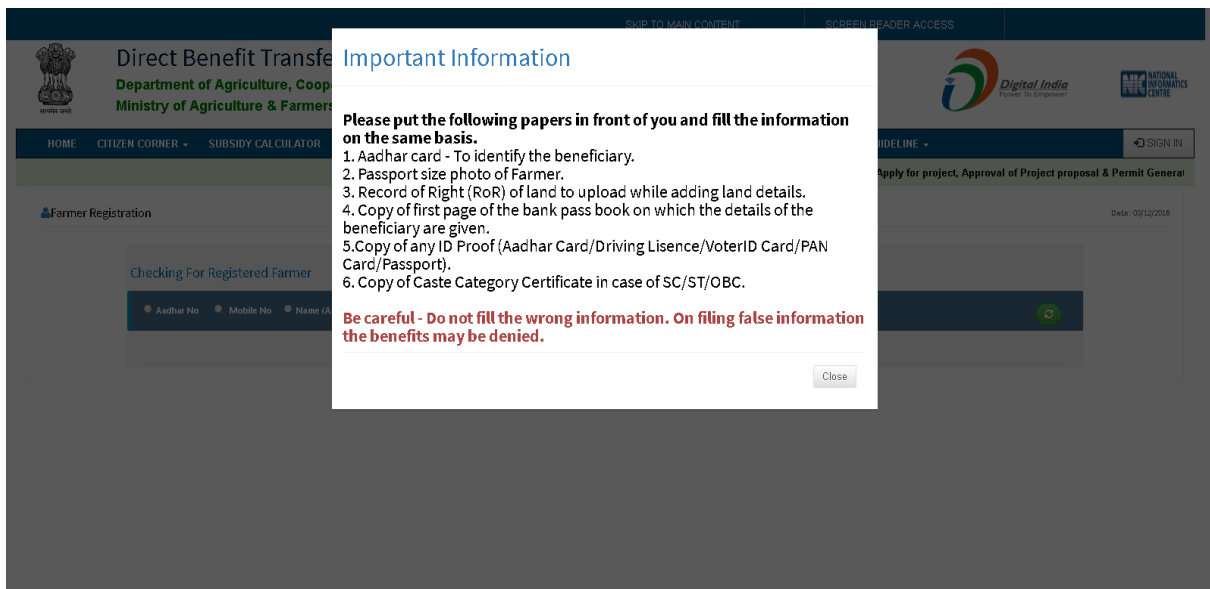 SKIP TO MAIN CONTENT
SCREEN READER ACCESS
Direct Benefit Transfe
Department of Agriculture, Coop
Ministry of Agriculture & Farmers
सत्यमेव जयते
Digital India
Power To Empower
NIC NATIONAL
INFORMATICS
CENTRE
HOME CITIZEN CORNER SUBSIDY CALCULATOR
IDELINE
SIGN IN
Apply for project, Approval of Project proposal & Permit Generat
Farmer Registration
Date : 03/12/2018
Checking For Registered Farmer
Aadhar No Mobile No Name (A
Important Information
Please put the following papers in front of you and fill the information
on the same basis.
1. Aadhar card - To identify the beneficiary.
2. Passport size photo of Farmer.
3. Record of Right (RoR) of land to upload while adding land details.
4. Copy of first page of the bank pass book on which the details of the
beneficiary are given.
5.Copy of any ID Proof (Aadhar Card/Driving Lisence/VoterID Card/PAN
Card/Passport).
6. Copy of Caste Category Certificate in case of SC/ST/OBC.
Be careful - Do not fill the wrong information. On filing false information
the benefits may be denied.
Close